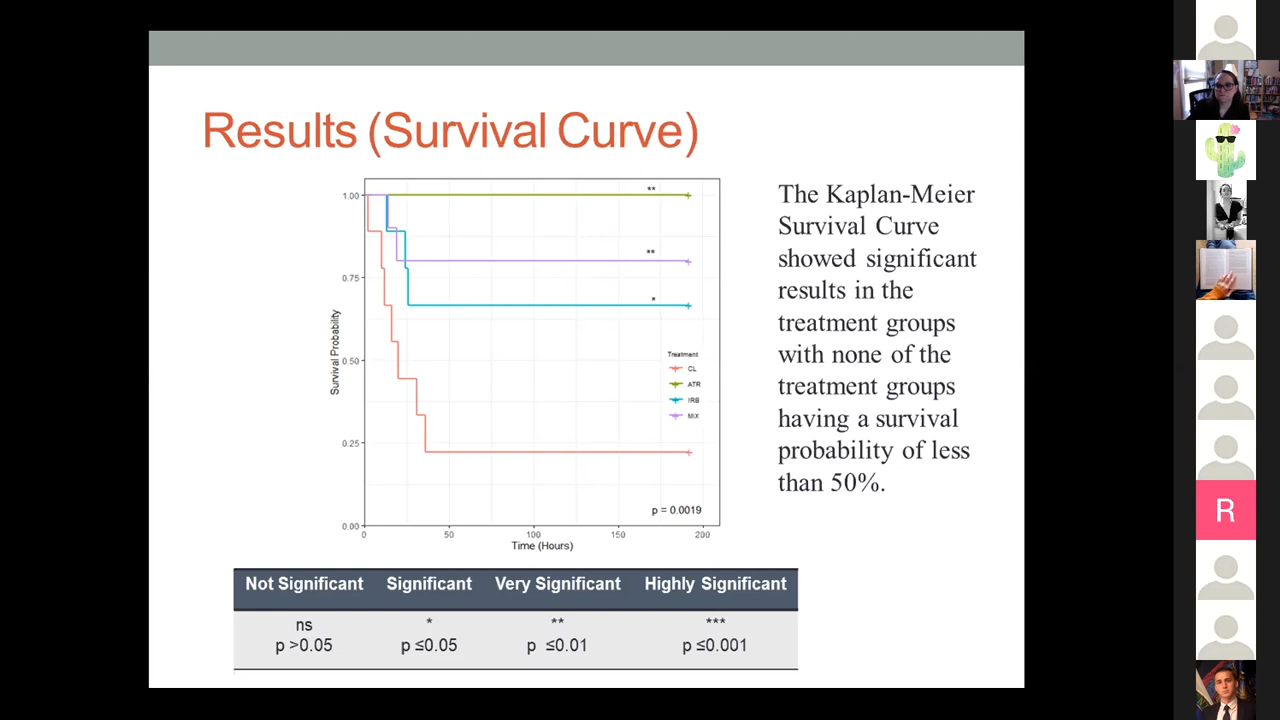 Results (Survival Curve)
**
1.00
**
0.75
*
Survival Probability
0.50
Treatment
CL
ATR
IRB
MIX
0.25
p = 0.0019
0.00
0 50 100 150 200
Time (Hours)
The Kaplan-Meier
Survival Curve
showed significant
results in the
treatment groups
with none of the
treatment groups
having a survival
probability of less
than 50%.
Not Significant Significant Very Significant Highly Significant
ns * ** ***
p >0.05 p ≤0.05 p ≤0.01 p ≤0.001
R